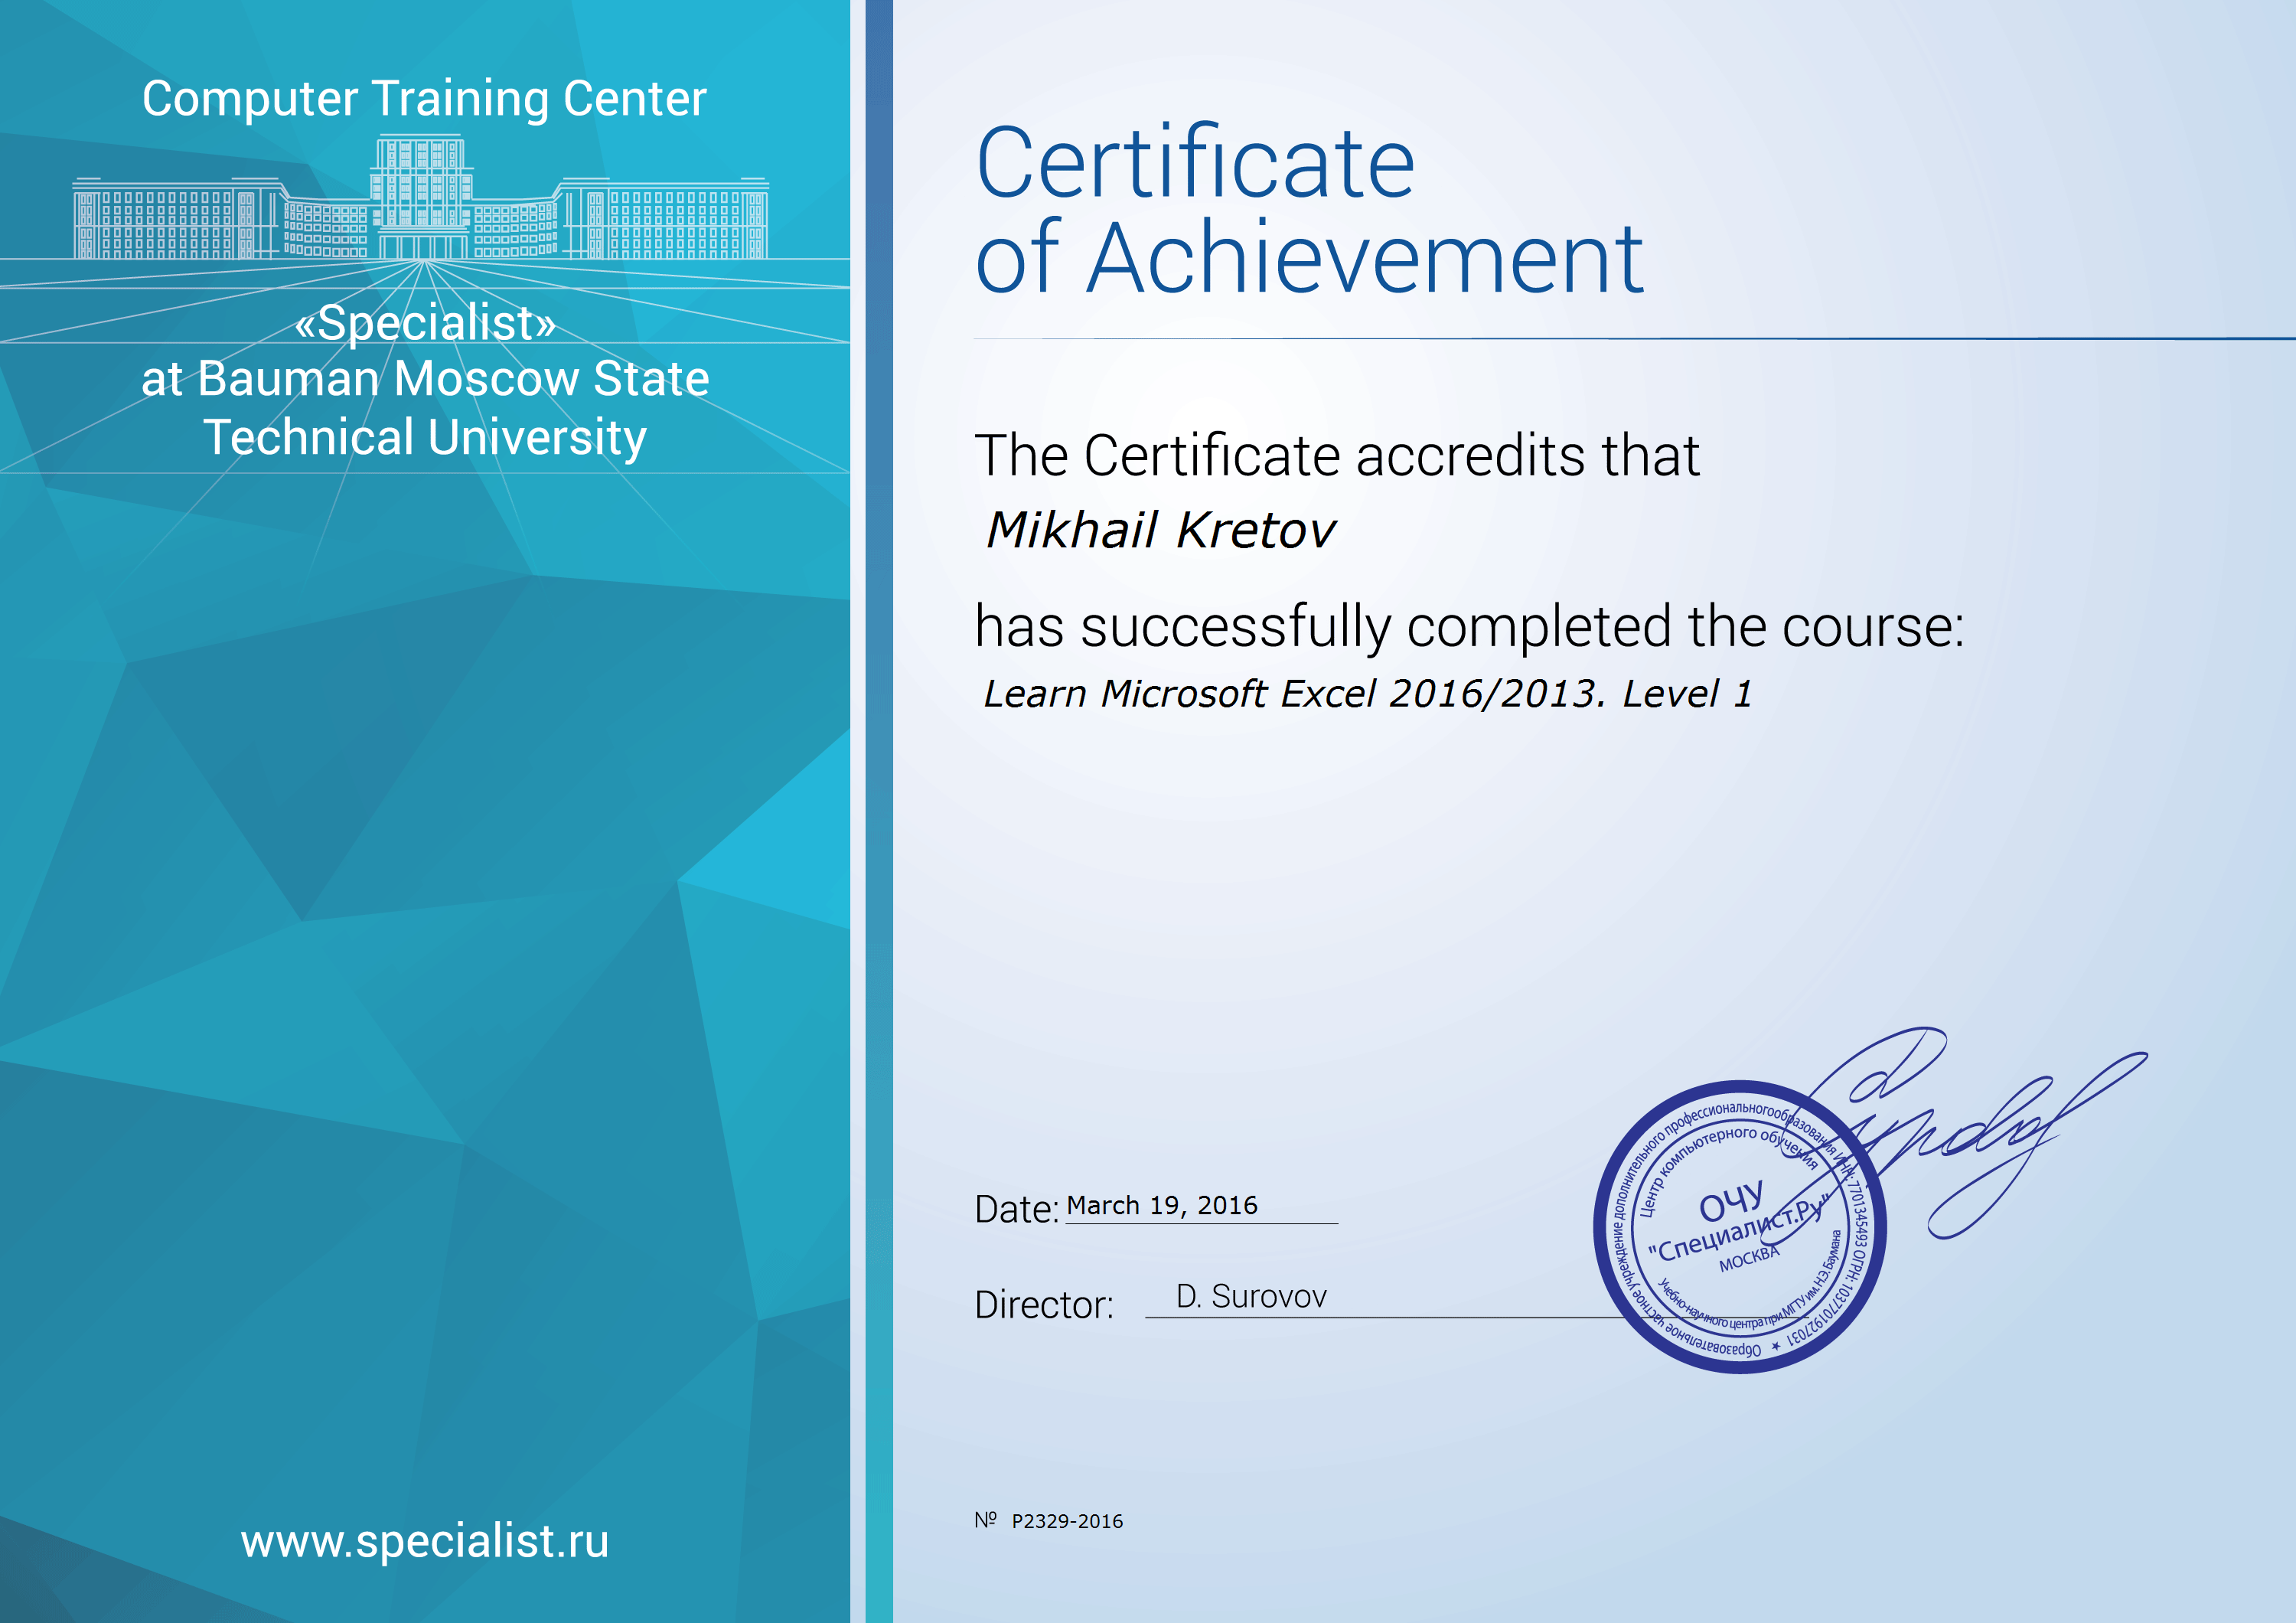 Computer Training Center
«Specialist»
at Bauman Moscow State
Technical University
www.specialist.ru
Certificate
of Achievement
The Certificate accredits that
Mikhail Kretov
has successfully completed the course:
Learn Microsoft Excel 2016/2013. Level 1
Date: March 19, 2016
Director: D. Surovov
Образовательное частное учреждение дополнительного профессиональногообразования ИНН: 7701345493 ОГРН: 1037701927031 ★
Центр компьютерного обучения
ОЧУ
"Специалист.Ру"
МОСКВА
Учебно-научного центра при МГТУ им. Н.Э. Баумана
№ P2329-2016